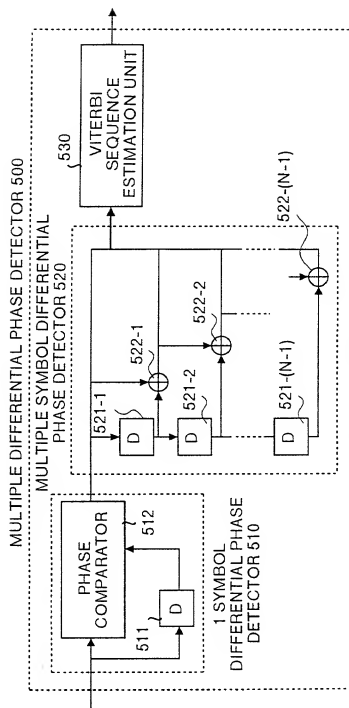 MULTIPLE DIFFERENTIAL PHASE DETECTOR 500
MULTIPLE SYMBOL DIFFERENTIAL
PHASE DETECTOR 520
530
VITERBI
SEQUENCE
ESTIMATION UNIT
522-1
522-2
522-(N-1)
521-1
521-2
521-(N-1)
D
D
D
512
PHASE
COMPARATOR
511
D
1 SYMBOL
DIFFERENTIAL PHASE
DETECTOR 510